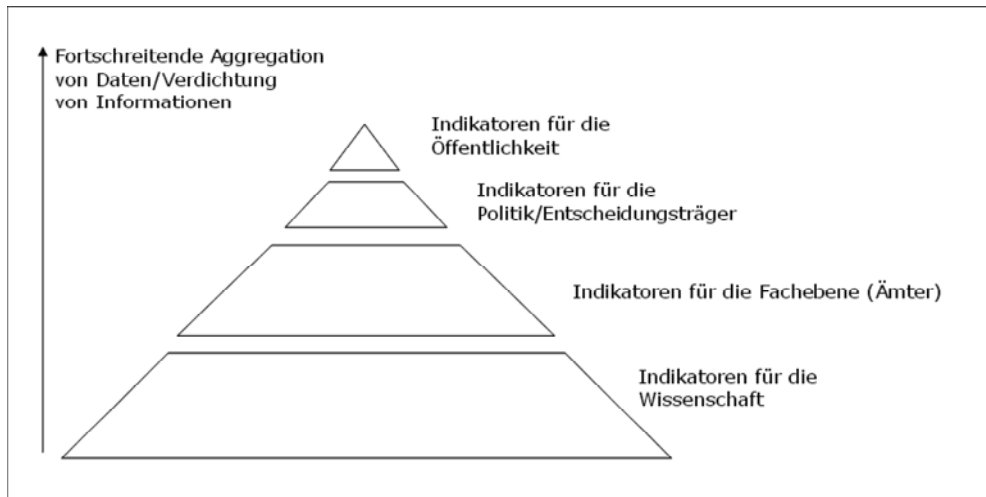 Fortschreitende Aggregation
von Daten/Verdichtung
von Informationen
Indikatoren für die
Öffentlichkeit
Indikatoren für die
Politik/Entscheidungsträger
Indikatoren für die Fachebene (Ämter)
Indikatoren für die
Wissenschaft